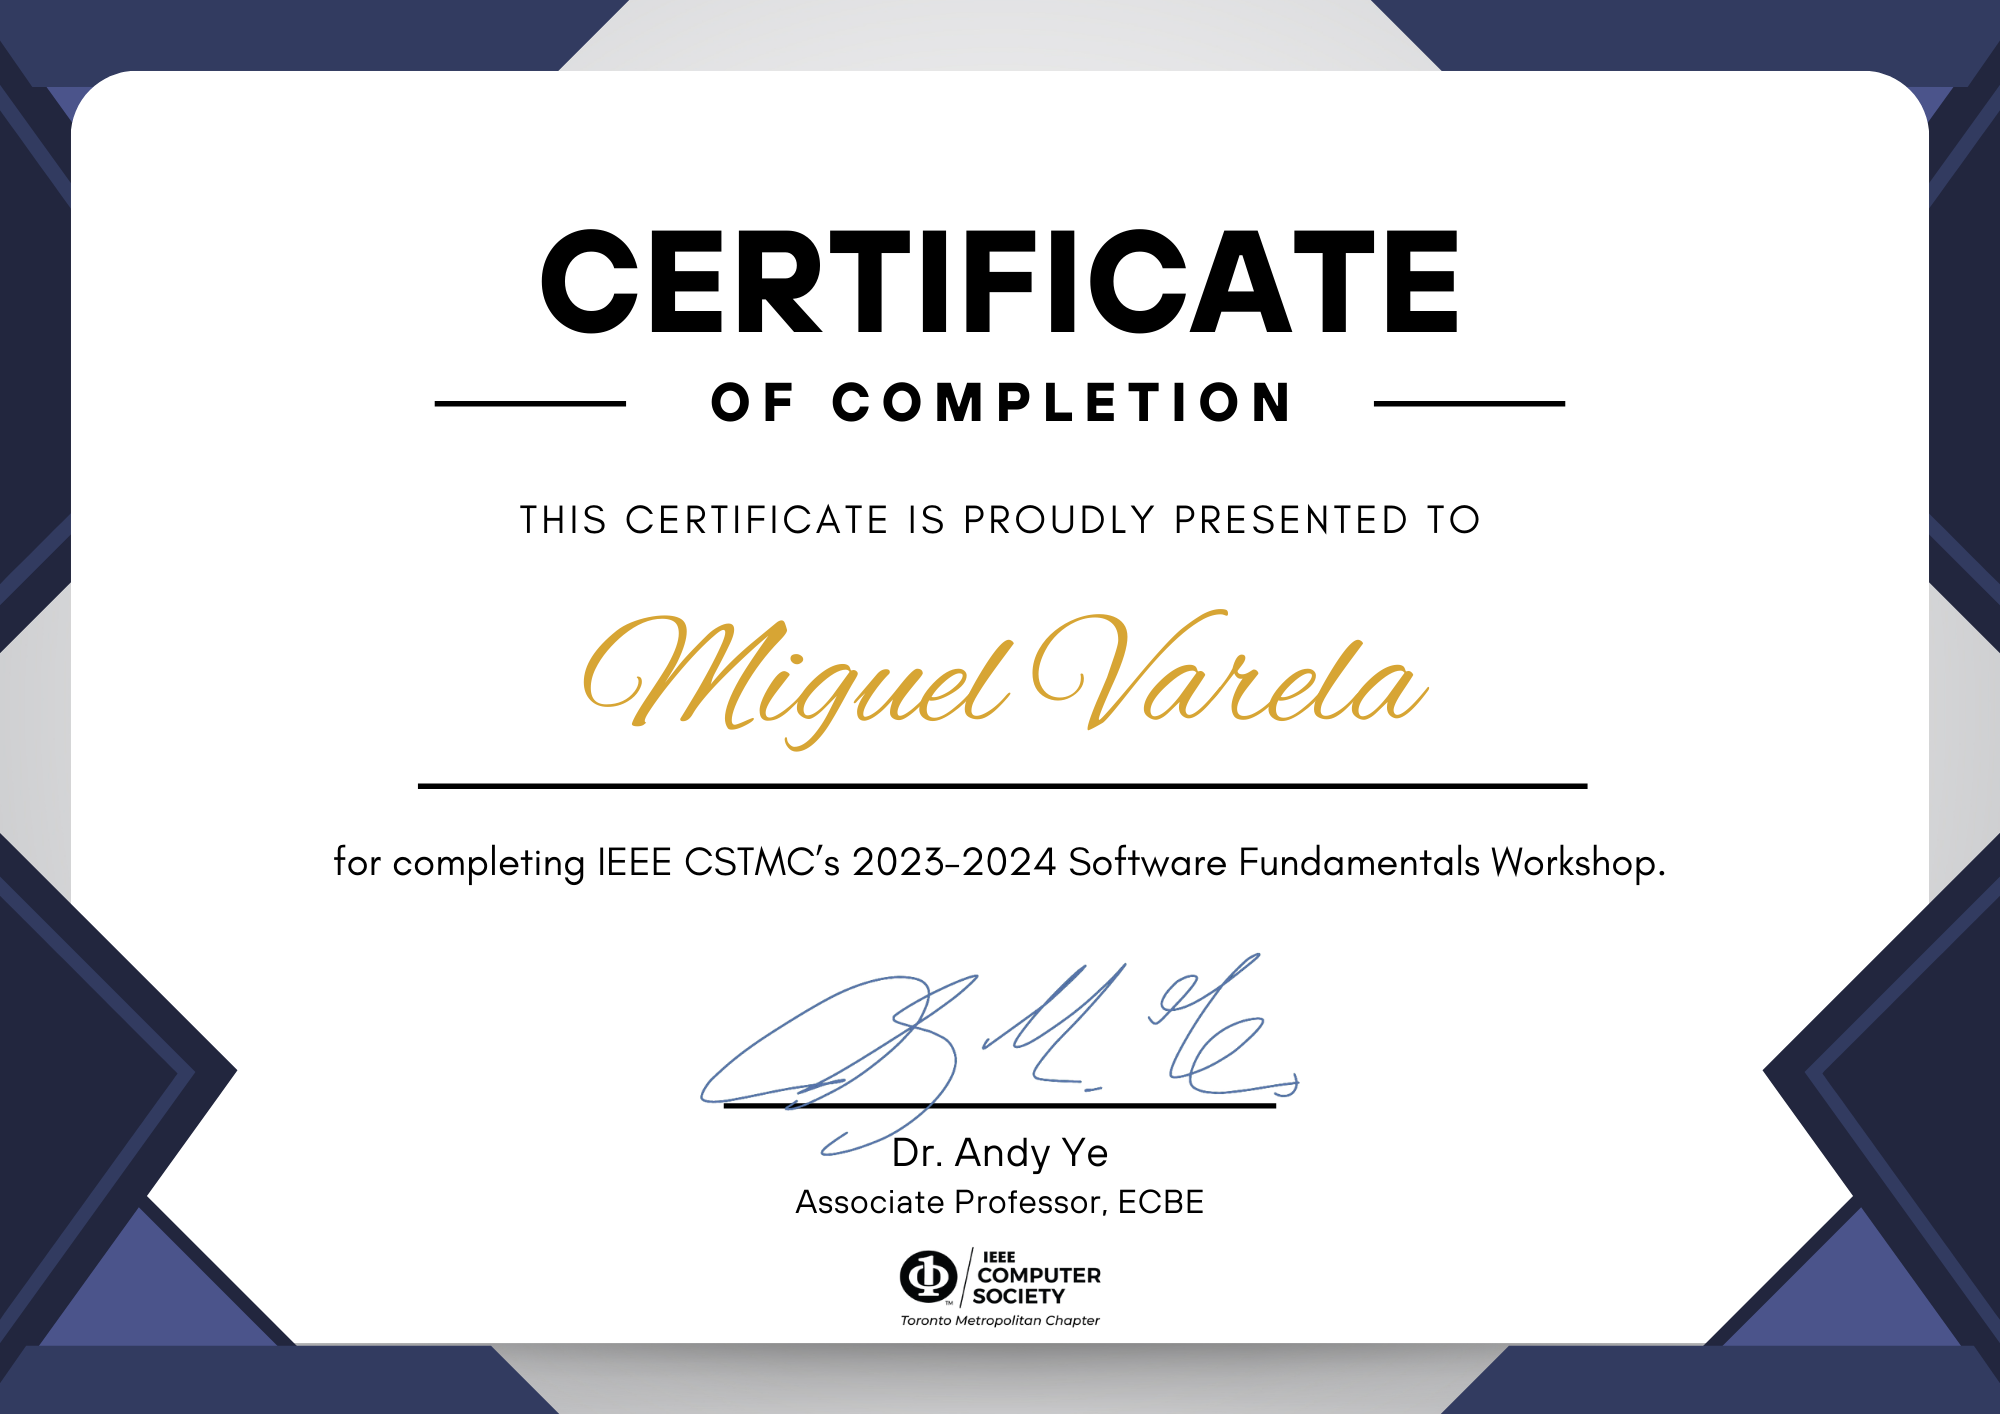 CERTIFICATE
OF COMPLETION
THIS CERTIFICATE IS PROUDLY PRESENTED TO
Miguel Varela
for completing IEEE CSTMC’s 2023-2024 Software Fundamentals Workshop.
Dr. Andy Ye
Associate Professor, ECBE
IEEE
COMPUTER
SOCIETY
TM
Toronto Metropolitan Chapter